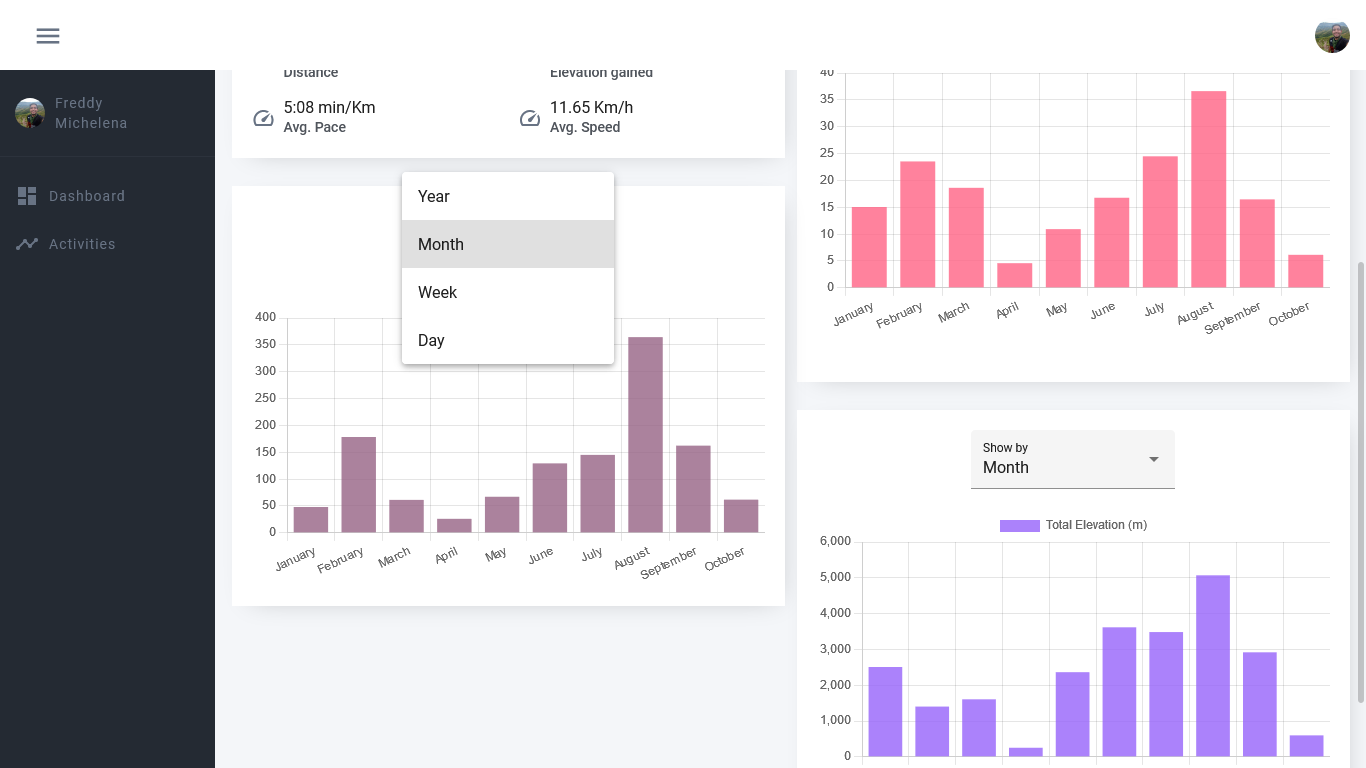 Freddy
Michelena
Dashboard
Activities
Distance
Elevation gained
5:08 min/Km
Avg. Pace
11.65 Km/h
Avg. Speed
Year
Month
Week
Day
400
350
300
250
200
150
100
50
0
January
February
March
April
May
June
July
August
September
October
40
35
30
25
20
15
10
5
0
January
February
March
April
May
June
July
August
September
October
Show by
Month
Total Elevation (m)
6,000
5,000
4,000
3,000
2,000
1,000
0